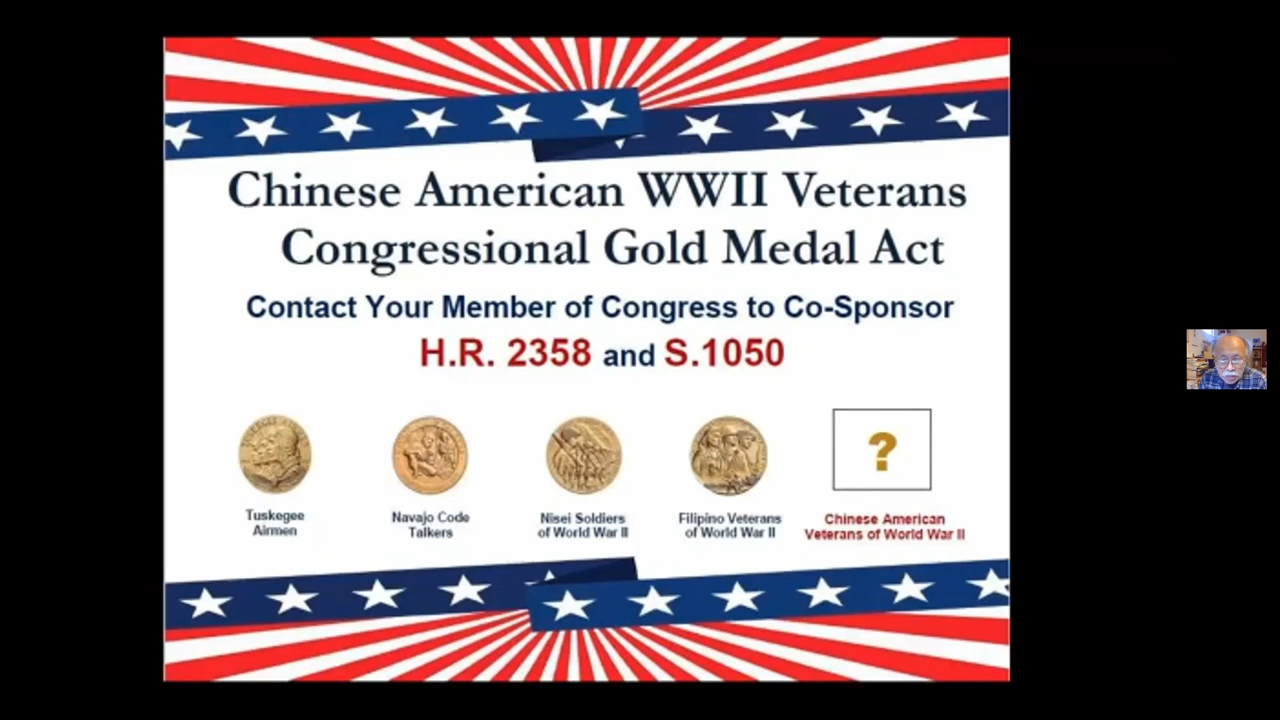 Chinese American WWII Veterans
Congressional Gold Medal Act
Contact Your Member of Congress to Co-Sponsor
H.R. 2358 and S.1050
?
Tuskegee
Airmen
Navajo Code
Talkers
Nisei Soldiers
of World War II
Filipino Veterans
of World War II
Chinese American
Veterans of World War II